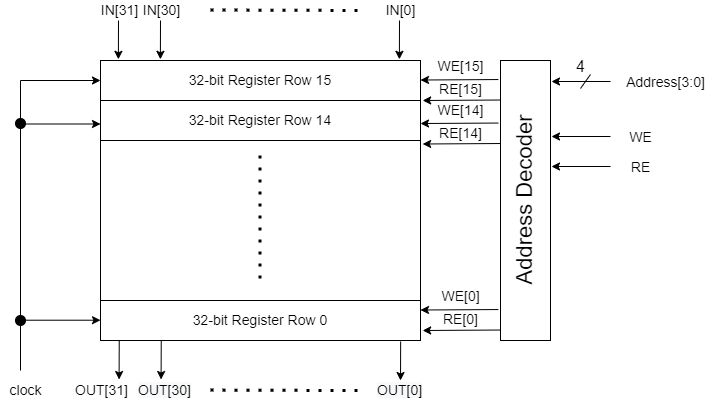 IN[31] IN[30] IN[0]
32-bit Register Row 15
WE[15]
RE[15]
32-bit Register Row 14
WE[14]
RE[14]
4
Address[3:0]
WE
RE
Address Decoder
32-bit Register Row 0
WE[0]
RE[0]
clock
OUT[31] OUT[30] OUT[0]